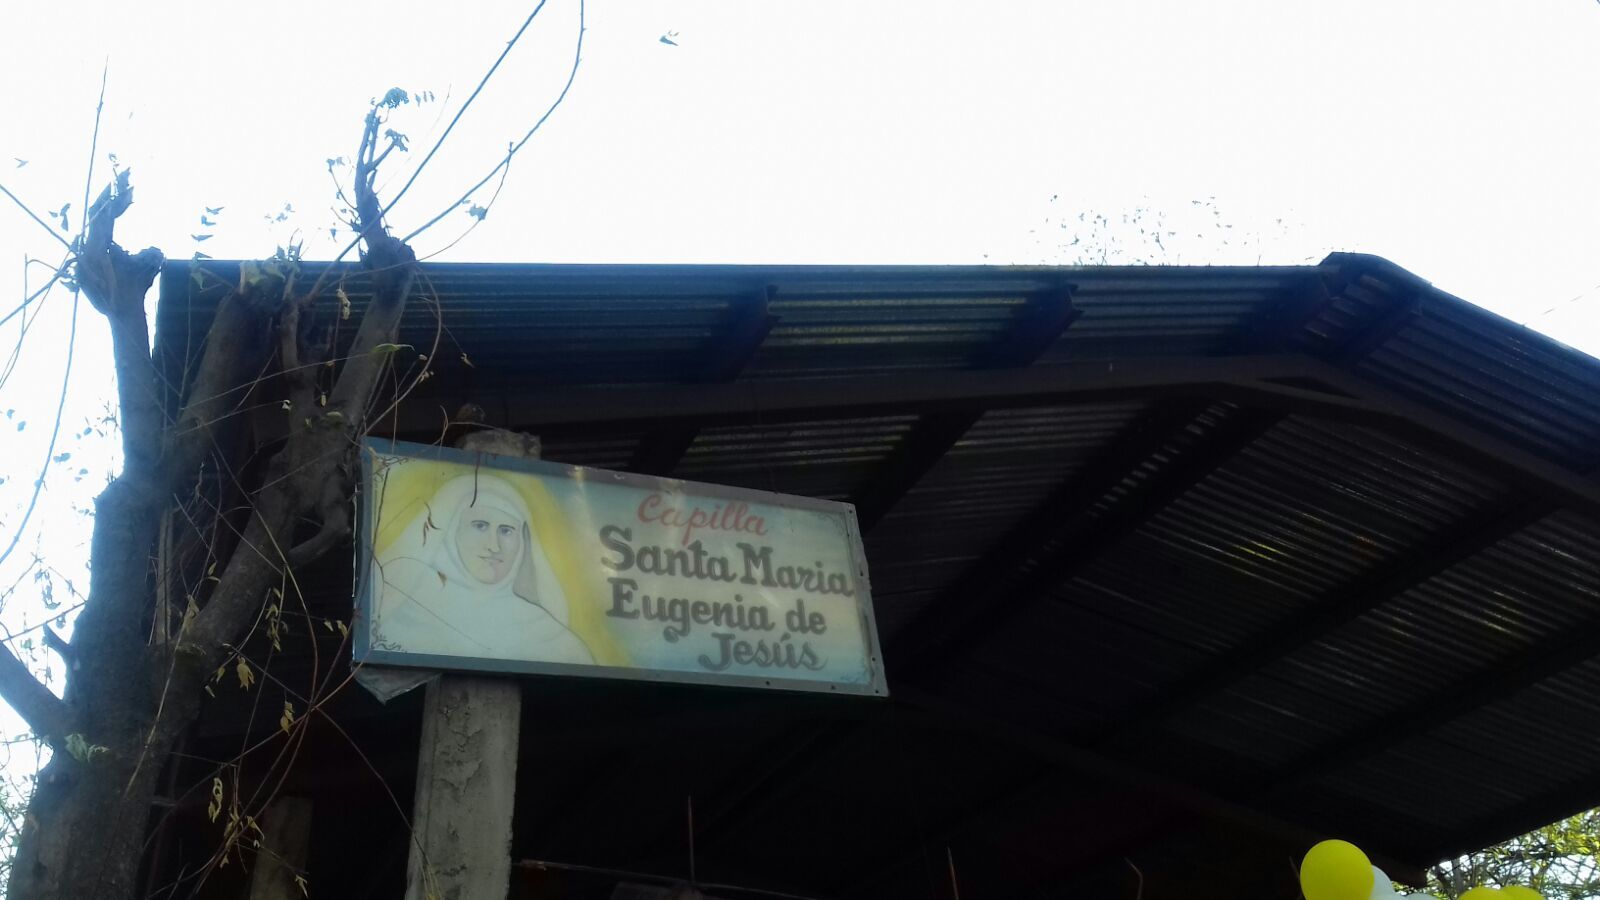 Capilla
Santa Maria
Eugenia de
Jesús